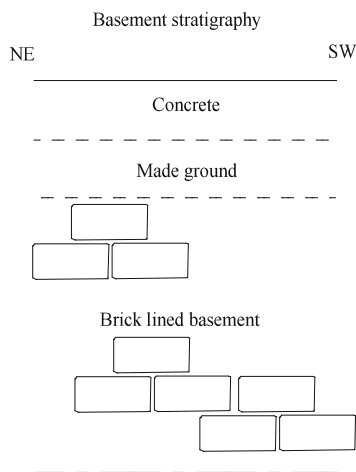 Basement stratigraphy
NE
SW
Concrete
Made ground
Brick lined basement